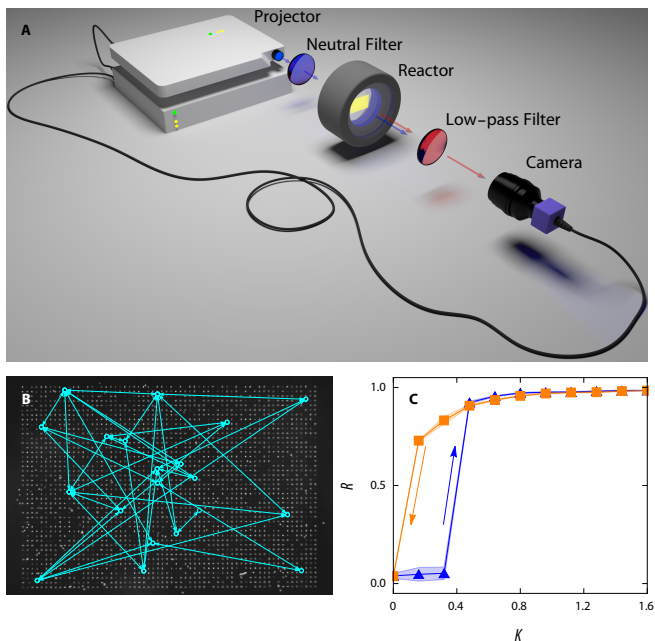 A
Projector
Neutral Filter
Reactor
Low-pass Filter
Camera
B
C
1.0
0.5
0.0
R
0.0
0.4
0.8
1.2
1.6
K